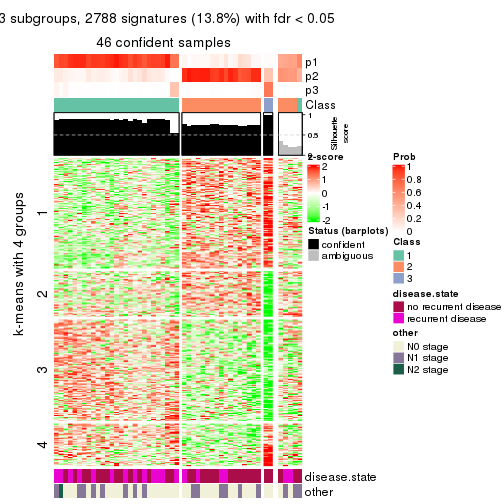 3 subgroups, 2788 signatures (13.8%) with fdr < 0.05
46 confident samples
p1
p2
p3
Class
1
0.5
0
Silhouette
score
k-means with 4 groups
1
2
3
4
z-score
2
1
0
-1
-2
Status (barplots)
confident
ambiguous
Prob
1
0.8
0.6
0.4
0.2
0
Class
1
2
3
disease.state
no recurrent disease
recurrent disease
other
N0 stage
N1 stage
N2 stage
disease.state
other